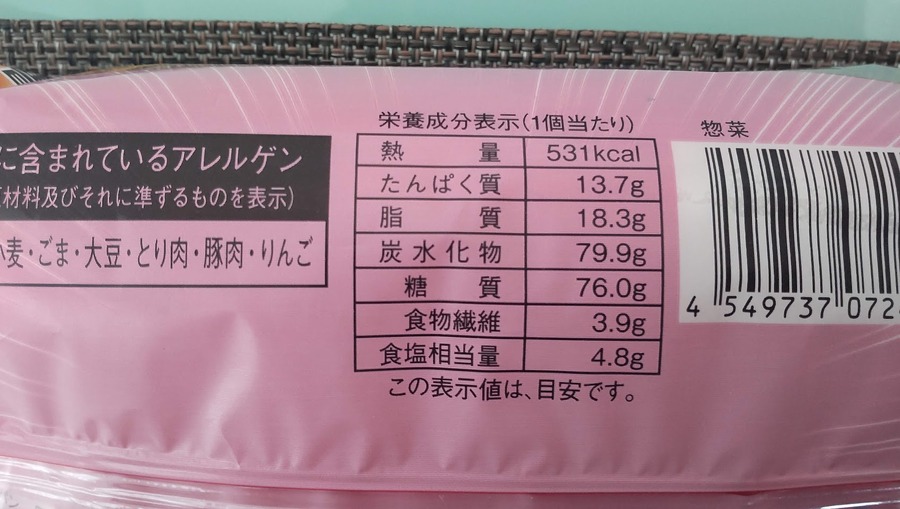 に含まれているアレルゲン
材料及びそれに準ずるものを表示)
麦・ごま・大豆・とり肉・豚肉・りんご
栄養成分表示(1個当たり)
熱量 531kcal
たんぱく質 13.7g
脂質 18.3g
炭水化物 79.9g
糖質 76.0g
食物繊維 3.9g
食塩相当量 4.8g
この表示値は、目安です。
惣菜
4 549737 072